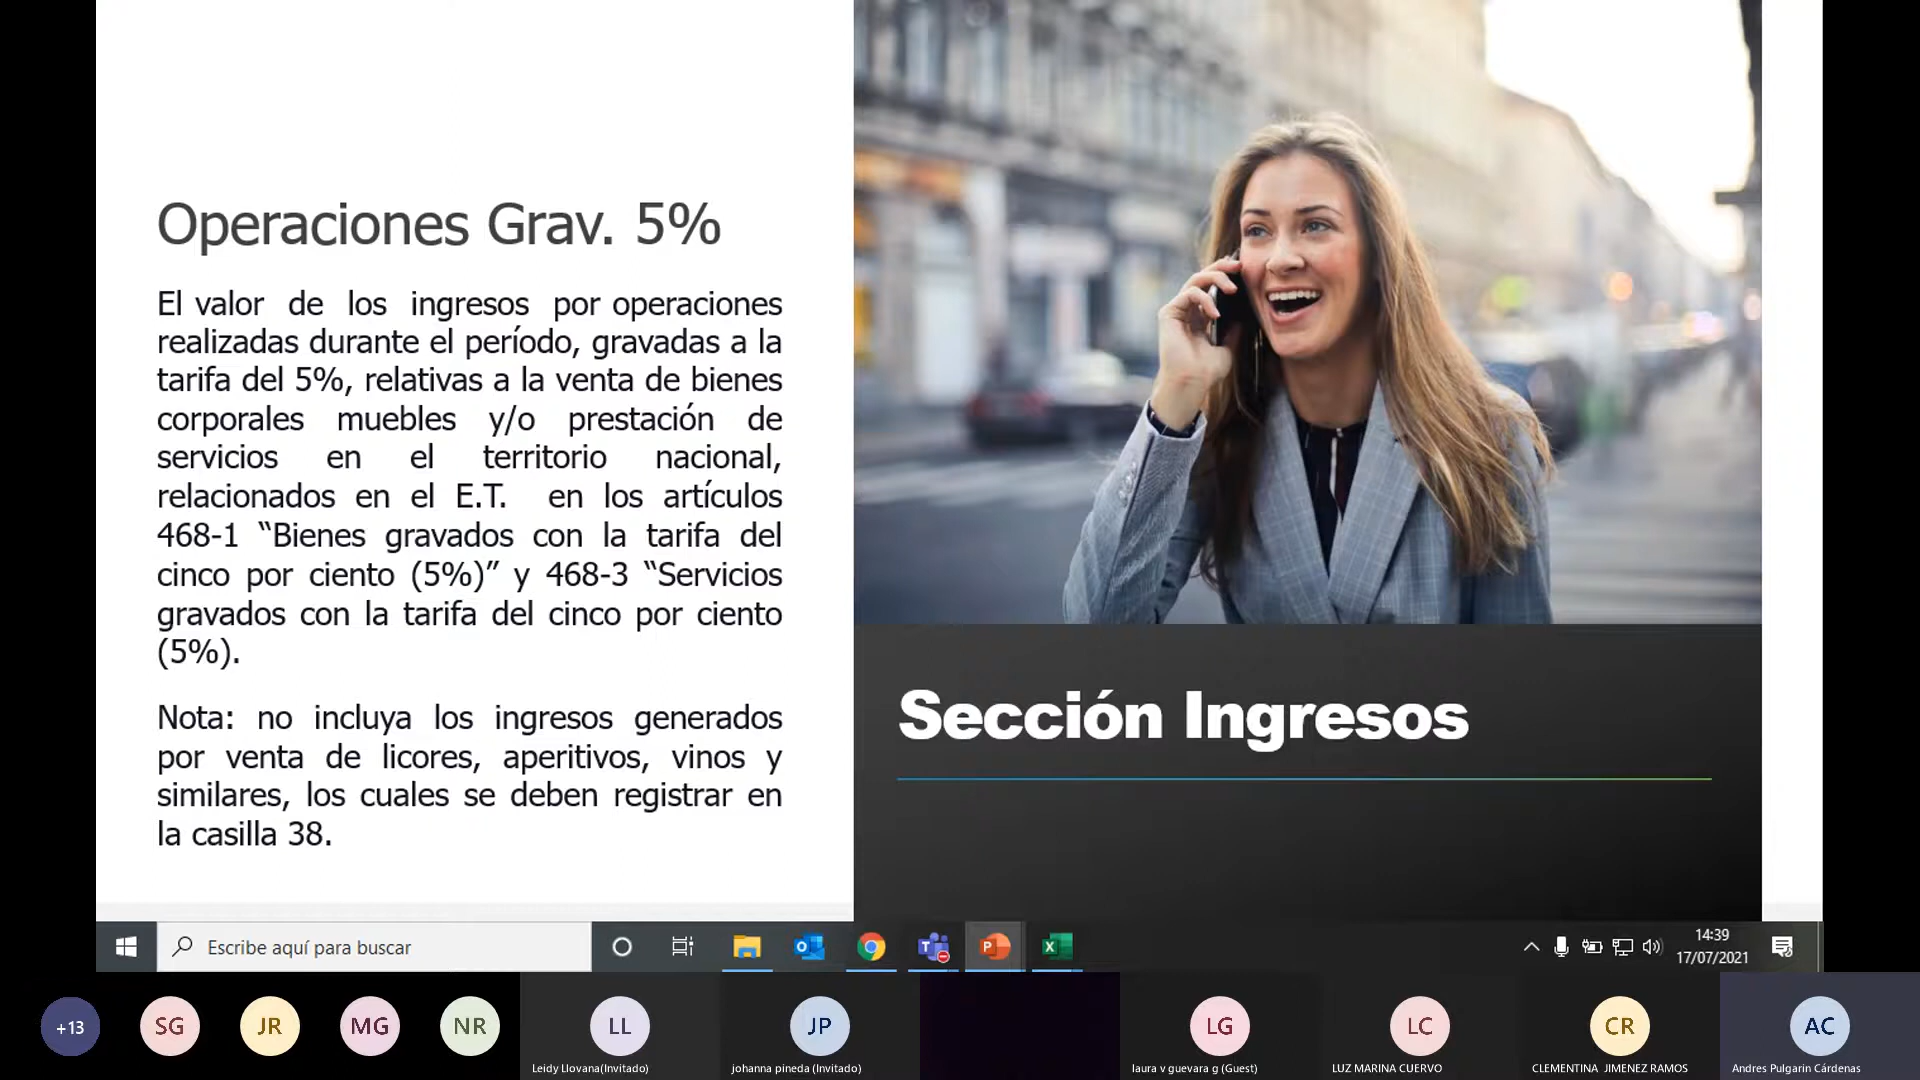 Operaciones Grav. 5%
El valor de los ingresos por operaciones
realizadas durante el período, gravadas a la
tarifa del 5%, relativas a la venta de bienes
corporales muebles y/o prestación de
servicios en el territorio nacional,
relacionados en el E.T. en los artículos
468-1 “Bienes gravados con la tarifa del
cinco por ciento (5%)” y 468-3 “Servicios
gravados con la tarifa del cinco por ciento
(5%).
Nota: no incluya los ingresos generados
por venta de licores, aperitivos, vinos y
similares, los cuales se deben registrar en
la casilla 38.
Sección Ingresos
Escribe aquí para buscar
14:39
17/07/2021
+13
SG
JR
MG
NR
LL
JP
LG
LC
CR
AC
Leidy Llovana(Invitado)
johanna pineda (Invitado)
laura v guevara g (Guest)
LUZ MARINA CUERVO
CLEMENTINA JIMENEZ RAMOS
Andres Pulgarin Cárdenas